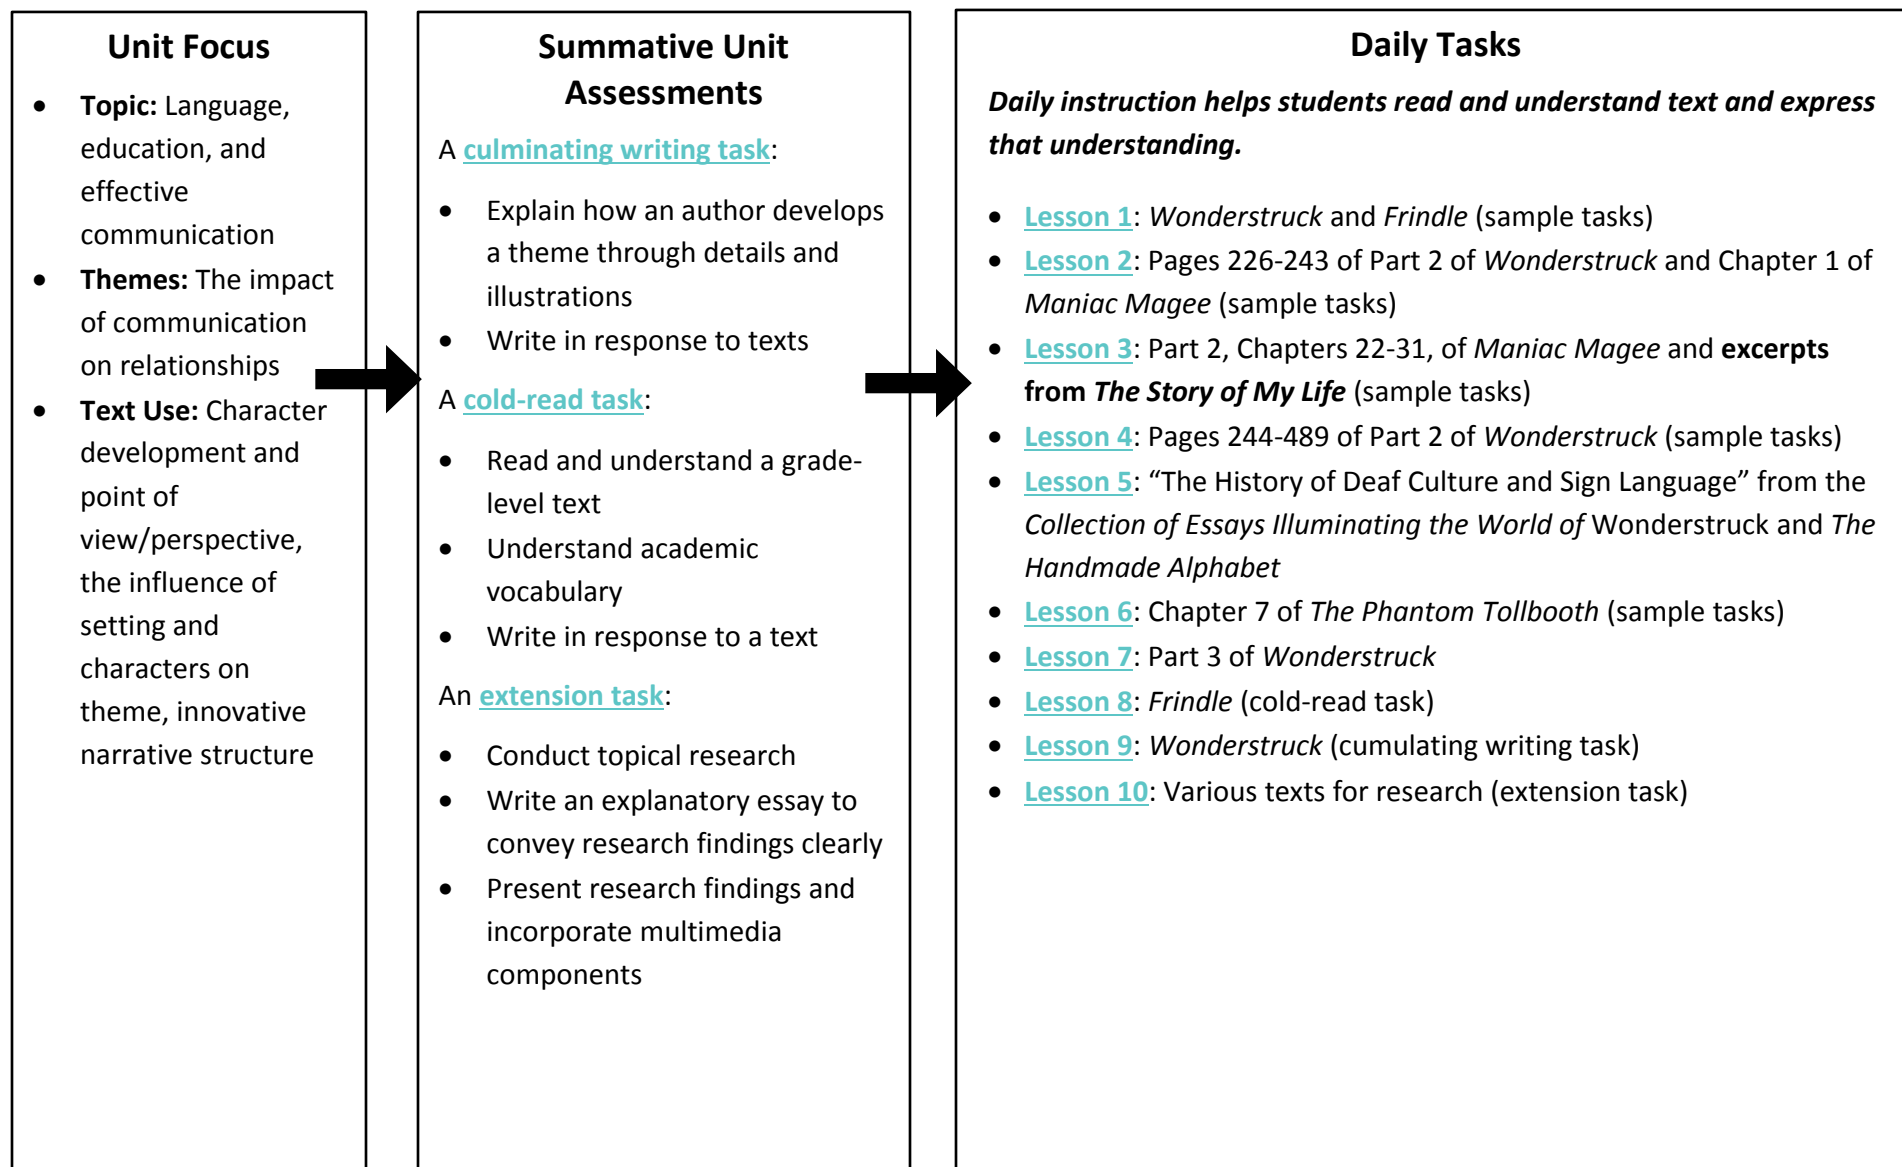 Unit Focus
• Topic: Language,
education, and
effective
communication
• Themes: The impact
of communication
on relationships
• Text Use: Character
development and
point of
view/perspective,
the influence of
setting and
characters on
theme, innovative
narrative structure
Summative Unit
Assessments
A culminating writing task:
• Explain how an author develops
a theme through details and
illustrations
• Write in response to texts
A cold-read task:
• Read and understand a grade-
level text
• Understand academic
vocabulary
• Write in response to a text
An extension task:
• Conduct topical research
• Write an explanatory essay to
convey research findings clearly
• Present research findings and
incorporate multimedia
components
Daily Tasks
Daily instruction helps students read and understand text and express
that understanding.
• Lesson 1: Wonderstruck and Frindle (sample tasks)
• Lesson 2: Pages 226-243 of Part 2 of Wonderstruck and Chapter 1 of
Maniac Magee (sample tasks)
• Lesson 3: Part 2, Chapters 22-31, of Maniac Magee and excerpts
from The Story of My Life (sample tasks)
• Lesson 4: Pages 244-489 of Part 2 of Wonderstruck (sample tasks)
• Lesson 5: “The History of Deaf Culture and Sign Language” from the
Collection of Essays Illuminating the World of Wonderstruck and The
Handmade Alphabet
• Lesson 6: Chapter 7 of The Phantom Tollbooth (sample tasks)
• Lesson 7: Part 3 of Wonderstruck
• Lesson 8: Frindle (cold-read task)
• Lesson 9: Wonderstruck (cumulating writing task)
• Lesson 10: Various texts for research (extension task)